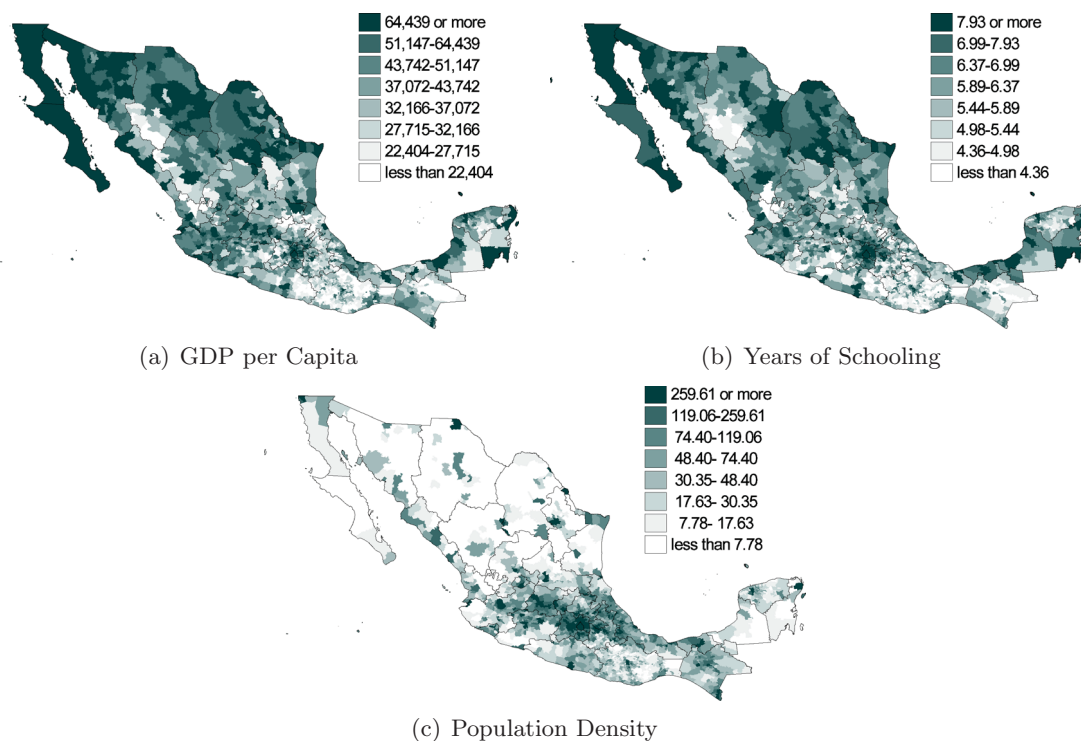 64,439 or more
51,147-64,439
43,742-51,147
37,072-43,742
32,166-37,072
27,715-32,166
22,404-27,715
less than 22,404
(a) GDP per Capita
7.93 or more
6.99-7.93
6.37-6.99
5.89-6.37
5.44-5.89
4.98-5.44
4.36-4.98
less than 4.36
(b) Years of Schooling
259.61 or more
119.06-259.61
74.40-119.06
48.40- 74.40
30.35- 48.40
17.63- 30.35
7.78- 17.63
less than 7.78
(c) Population Density